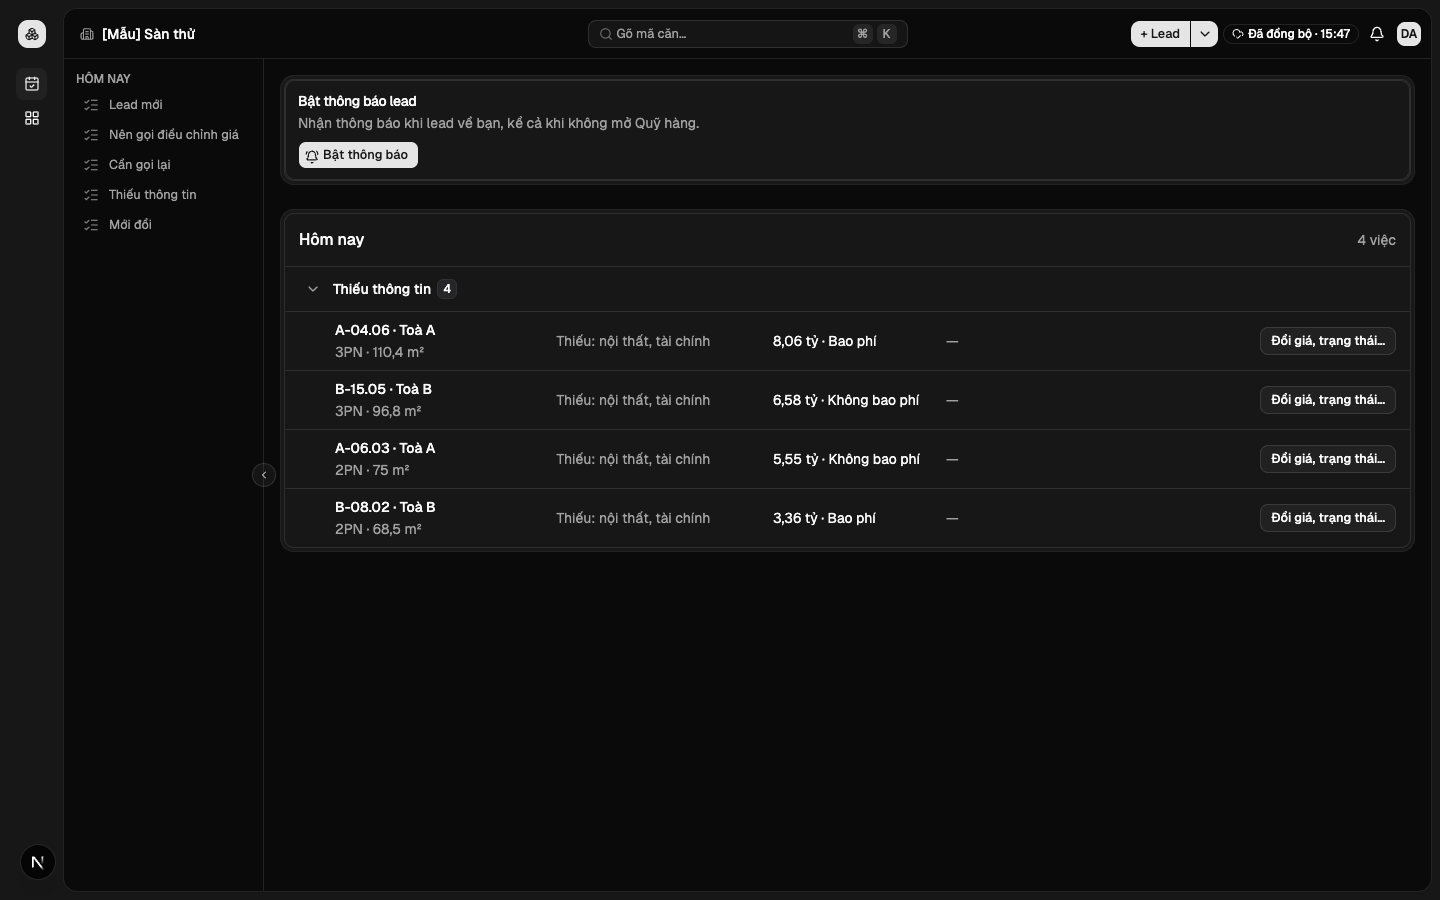 [Mẫu] Sàn thử
Gõ mã căn...
⌘ K
+ Lead
Đã đồng bộ · 15:47
DA
HÔM NAY
Lead mới
Nên gọi điều chỉnh giá
Cần gọi lại
Thiếu thông tin
Mới đổi
Bật thông báo lead
Nhận thông báo khi lead về bạn, kể cả khi không mở Quỹ hàng.
Bật thông báo
Hôm nay
4 việc
Thiếu thông tin 4
A-04.06 · Toà A
3PN · 110,4 m²
Thiếu: nội thất, tài chính
8,06 tỷ · Bao phí
—
Đổi giá, trạng thái...
B-15.05 · Toà B
3PN · 96,8 m²
Thiếu: nội thất, tài chính
6,58 tỷ · Không bao phí
—
Đổi giá, trạng thái...
A-06.03 · Toà A
2PN · 75 m²
Thiếu: nội thất, tài chính
5,55 tỷ · Không bao phí
—
Đổi giá, trạng thái...
B-08.02 · Toà B
2PN · 68,5 m²
Thiếu: nội thất, tài chính
3,36 tỷ · Bao phí
—
Đổi giá, trạng thái...
N